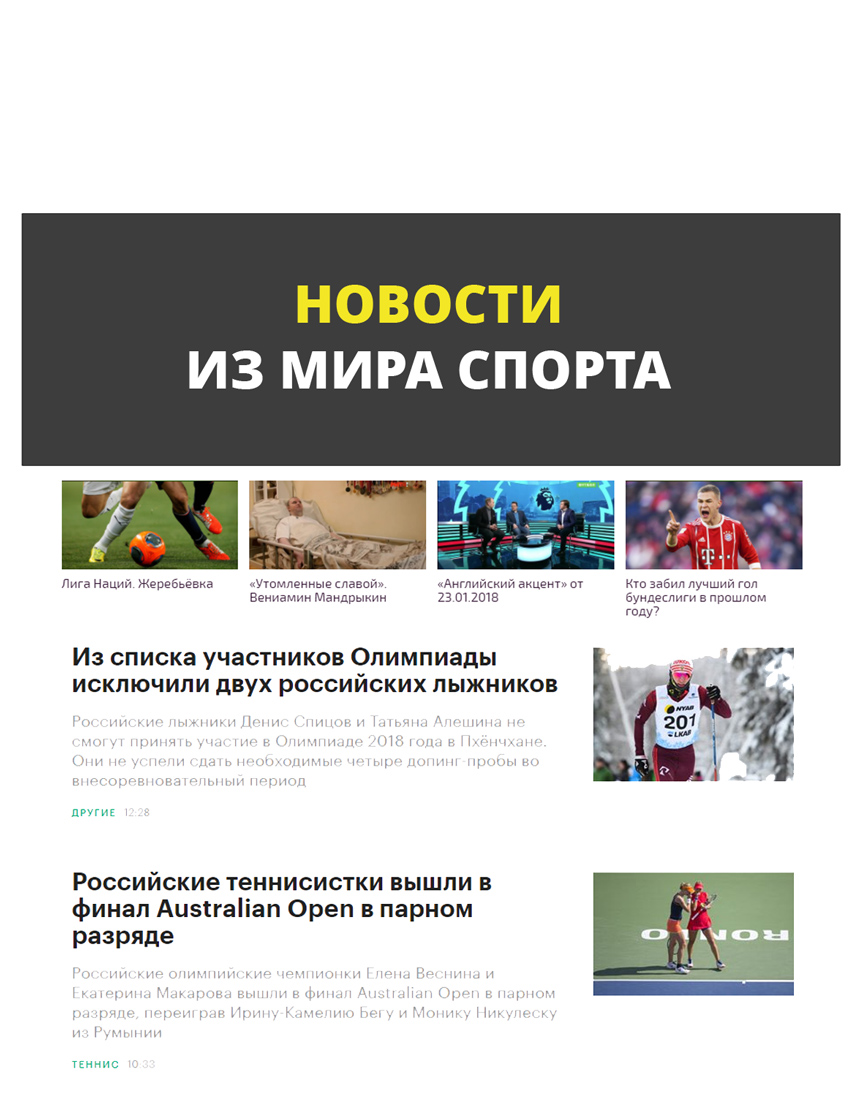 НОВОСТИ
ИЗ МИРА СПОРТА
Лига Наций. Жеребьёвка
«Утомленные славой».
Вениамин Мандрыкин
«Английский акцент» от
23.01.2018
Кто забил лучший гол
бундеслиги в прошлом
году?
Из списка участников Олимпиады
исключили двух российских лыжников
Российские лыжники Денис Спицов и Татьяна Алешина не
смогут принять участие в Олимпиаде 2018 года в Пхёнчхане.
Они не успели сдать необходимые четыре допинг-пробы во
внесоревновательный период
ДРУГИЕ 12:28
NYAB
201
LKAB
Российские теннисистки вышли в
финал Australian Open в парном
разряде
Российские олимпийские чемпионки Елена Веснина и
Екатерина Макарова вышли в финал Australian Open в парном
разряде, переиграв Ирину-Камелию Бегу и Монику Никулеску
из Румынии
ТЕННИС 10:33